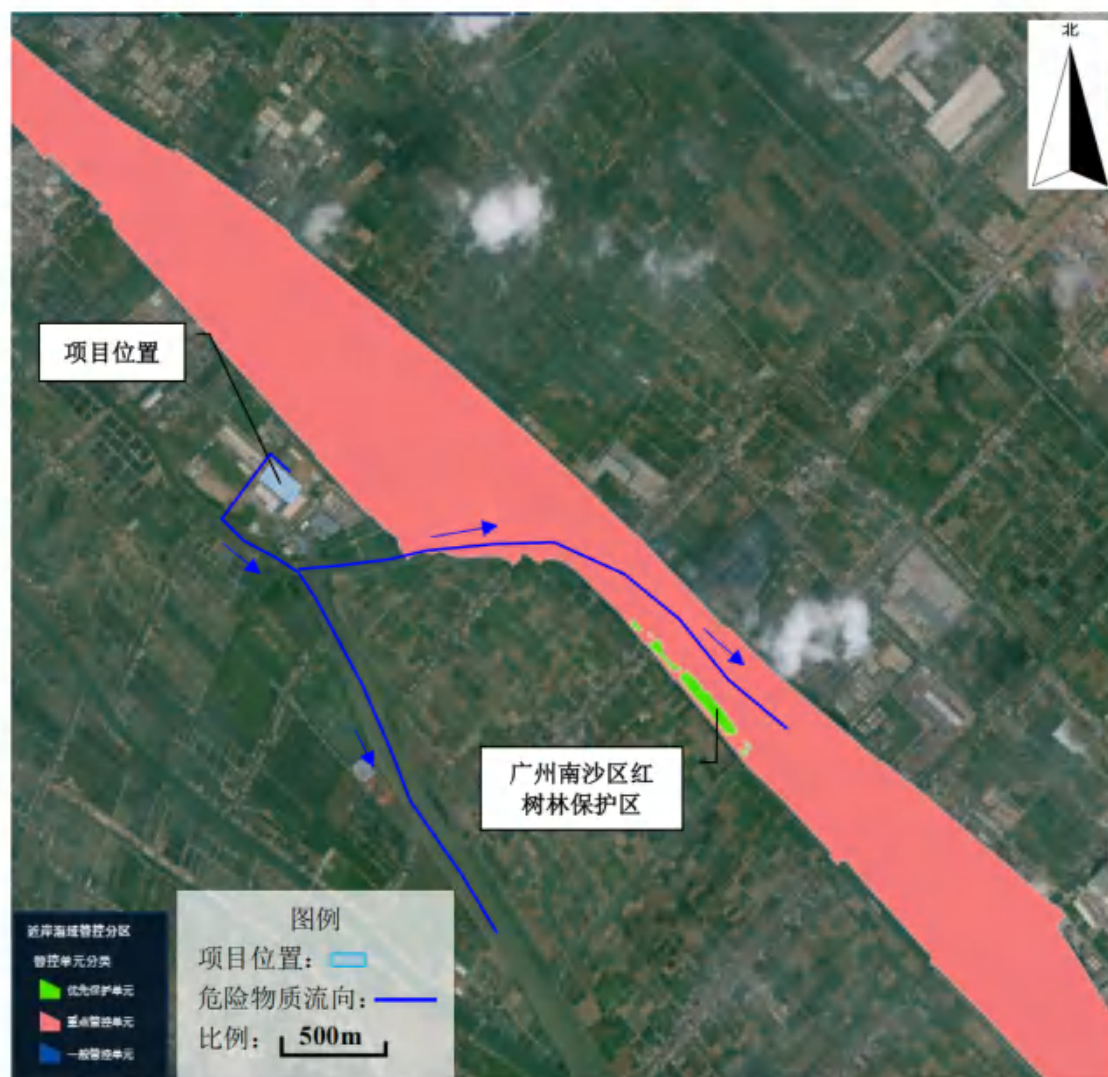 北
项目位置
广州南沙区红
树林保护区
图例
项目位置：
危险物质流向：
比例： 500m
近岸海域管控分区
管控单元分类
优先保护单元
重点管控单元
一般管控单元